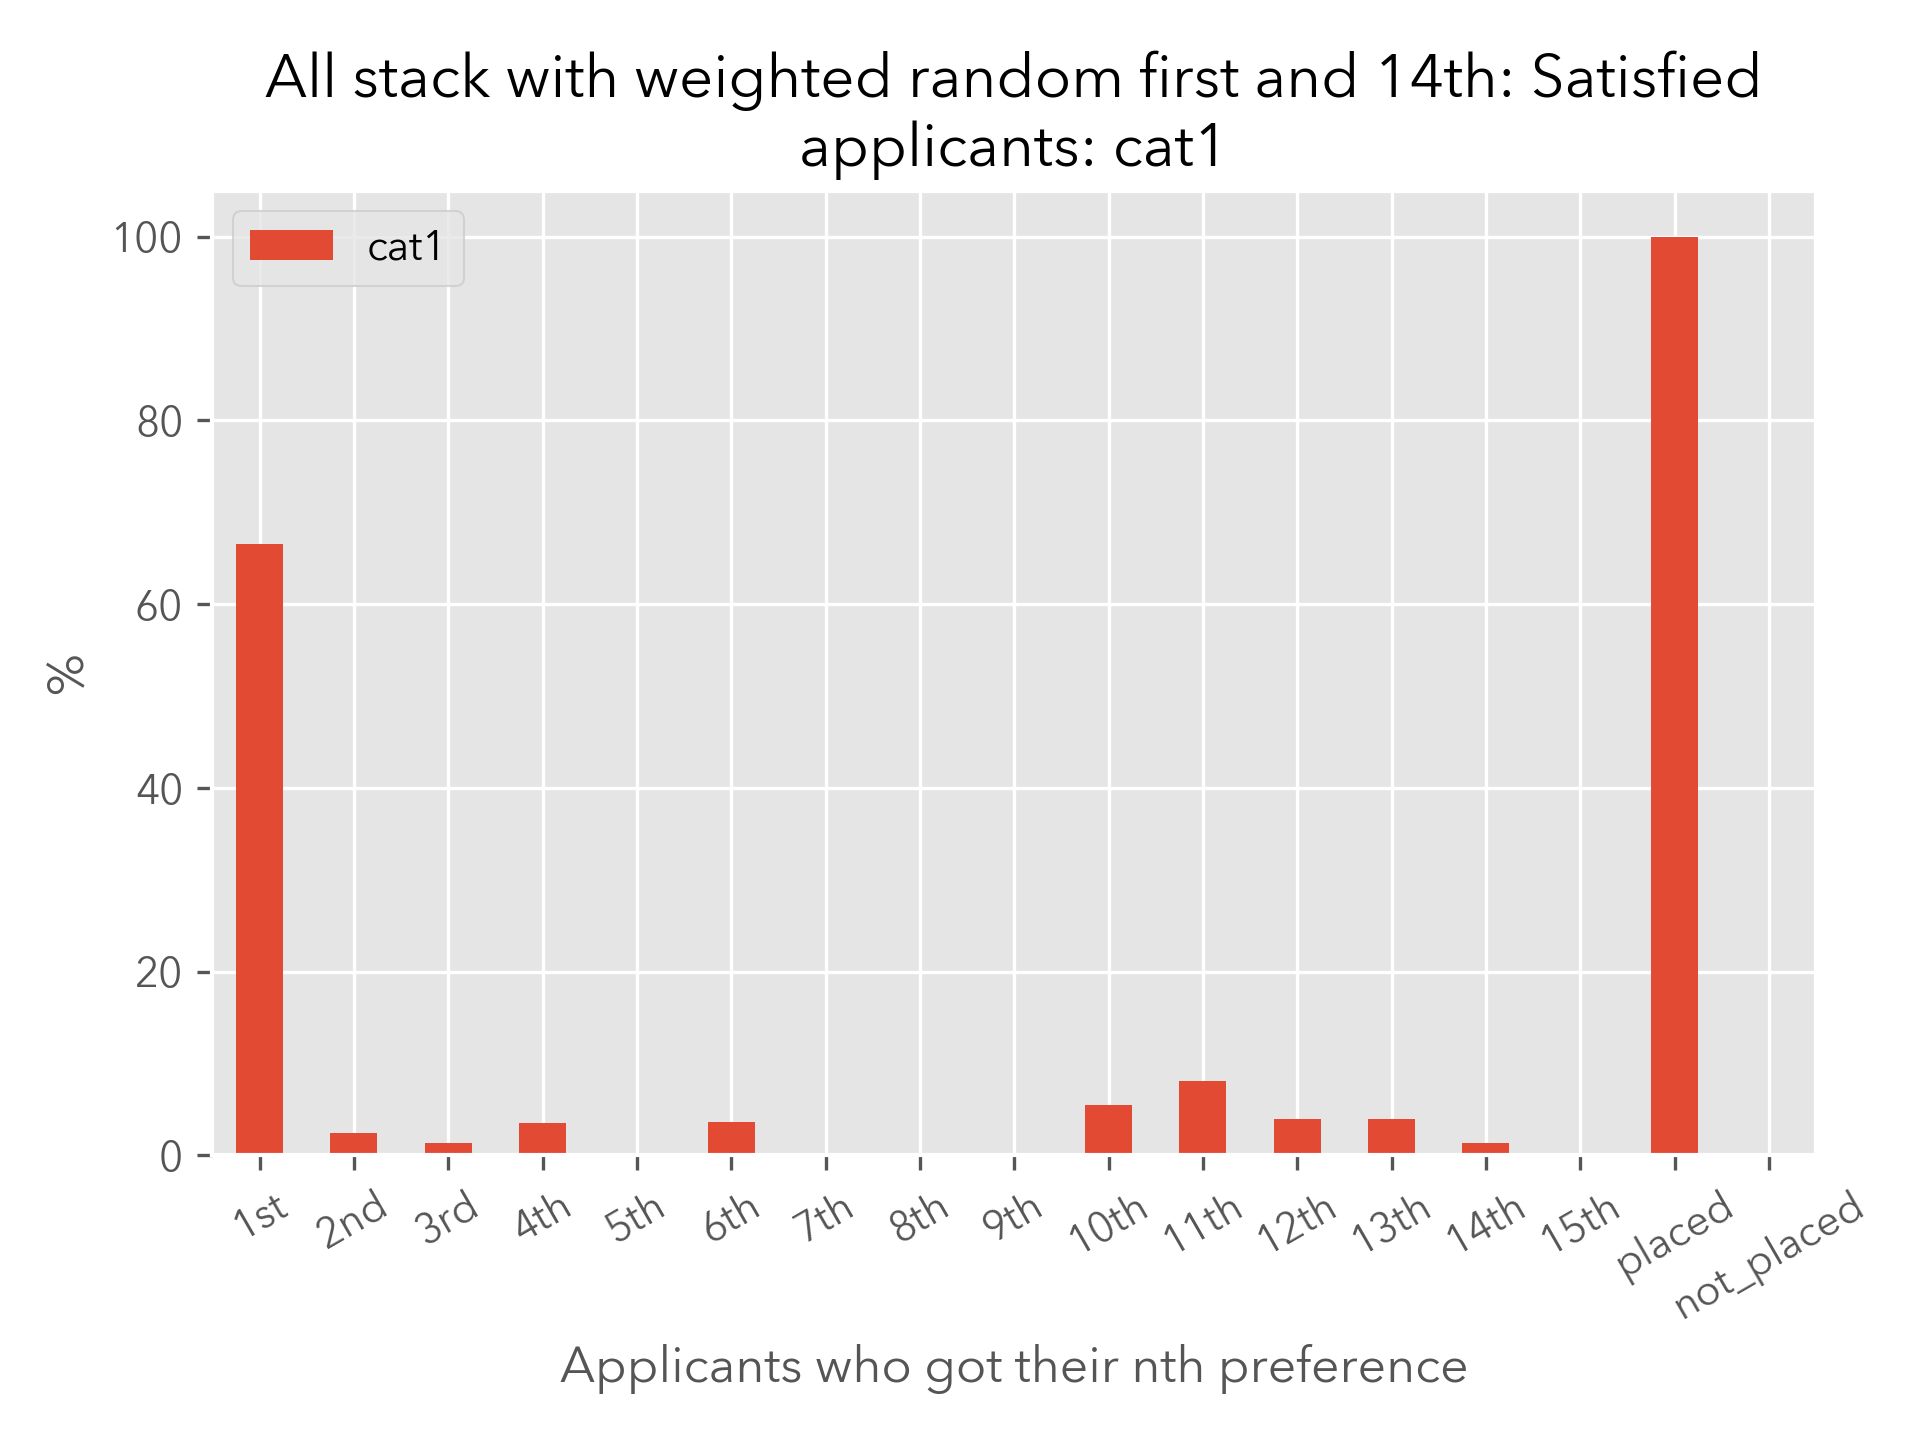 All stack with weighted random first and 14th: Satisfied
applicants: cat1
cat1
100
80
60
40
20
0
%
1st 2nd 3rd 4th 5th 6th 7th 8th 9th 10th 11th 12th 13th 14th 15th placed not_placed
Applicants who got their nth preference